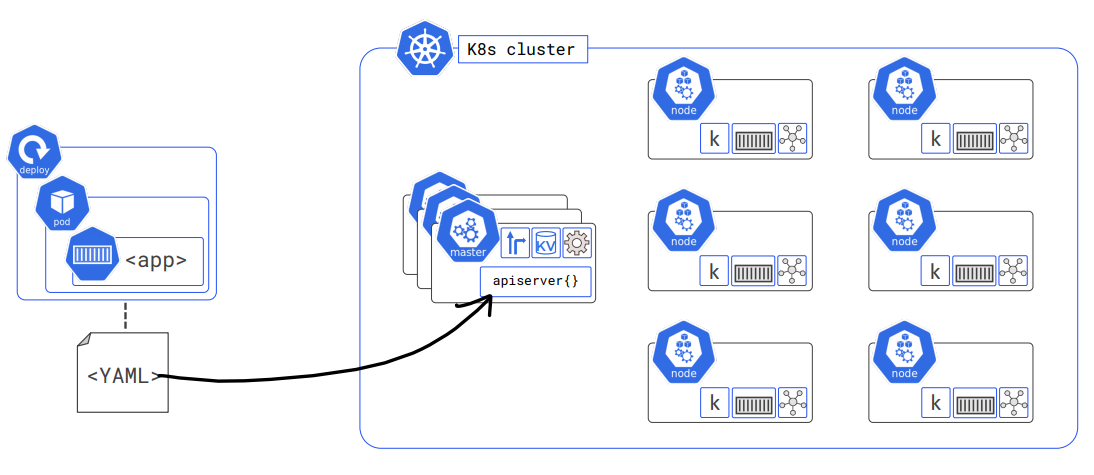 K8s cluster
deploy
pod
<app>
<YAML>
master
KV
apiserver{}
node
k
node
k
node
k
node
k
node
k
node
k